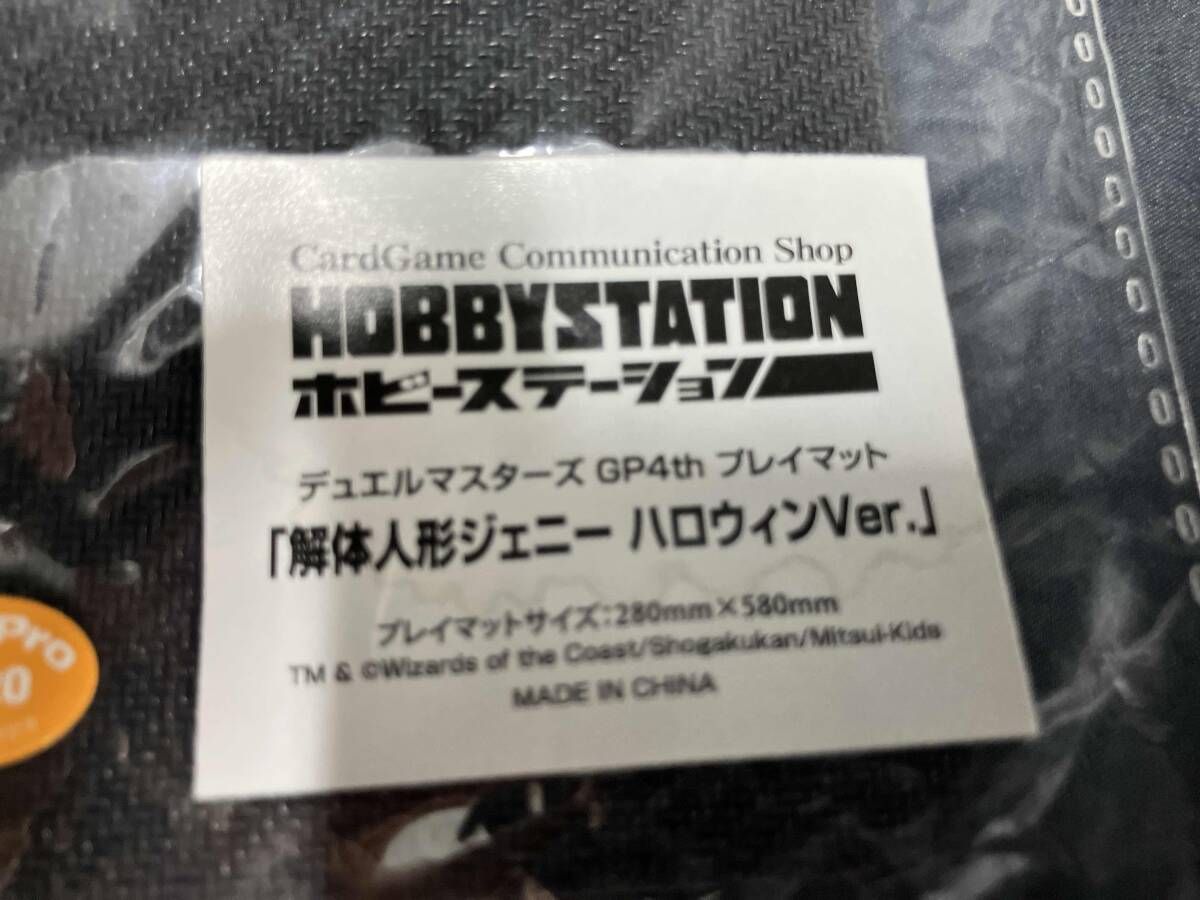 CardGame Communication Shop
HOBBYSTATION
ホビーステーション
デュエルマスターズ GP4th プレイマット
「解体人形ジェニー ハロウィンVer.」
プレイマットサイズ:280mm×580mm
TM & ©Wizards of the Coast/Shogakukan/Mitsui-Kids
MADE IN CHINA
Pro